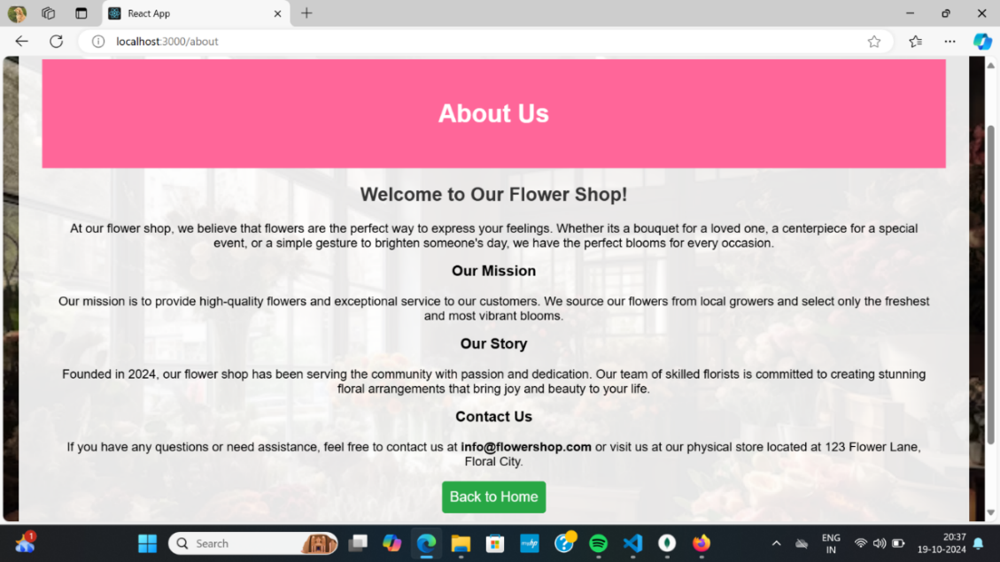 React App
localhost:3000/about
About Us
Welcome to Our Flower Shop!
At our flower shop, we believe that flowers are the perfect way to express your feelings. Whether its a bouquet for a loved one, a centerpiece for a special
event, or a simple gesture to brighten someone's day, we have the perfect blooms for every occasion.
Our Mission
Our mission is to provide high-quality flowers and exceptional service to our customers. We source our flowers from local growers and select only the freshest
and most vibrant blooms.
Our Story
Founded in 2024, our flower shop has been serving the community with passion and dedication. Our team of skilled florists is committed to creating stunning
floral arrangements that bring joy and beauty to your life.
Contact Us
If you have any questions or need assistance, feel free to contact us at info@flowershop.com or visit us at our physical store located at 123 Flower Lane,
Floral City.
Back to Home
1
Search
myhp
ENG
IN
20:37
19-10-2024